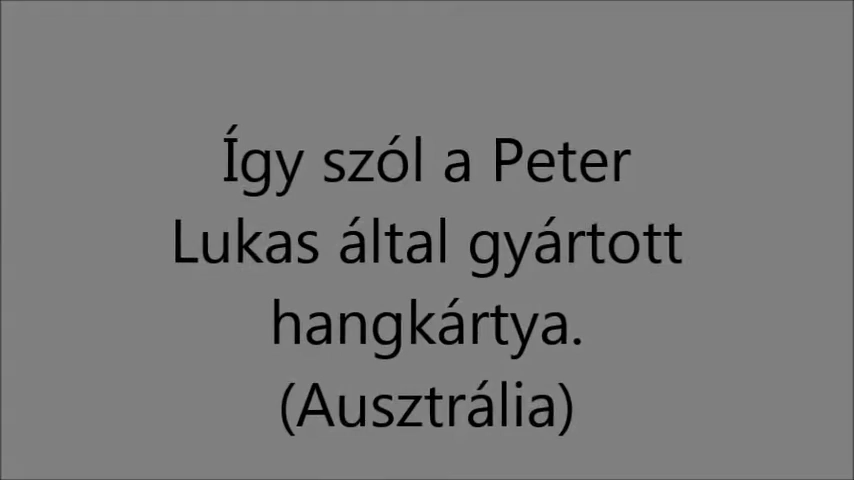 Így szól a Peter
Lukas által gyártott
hangkártya.
(Ausztrália)